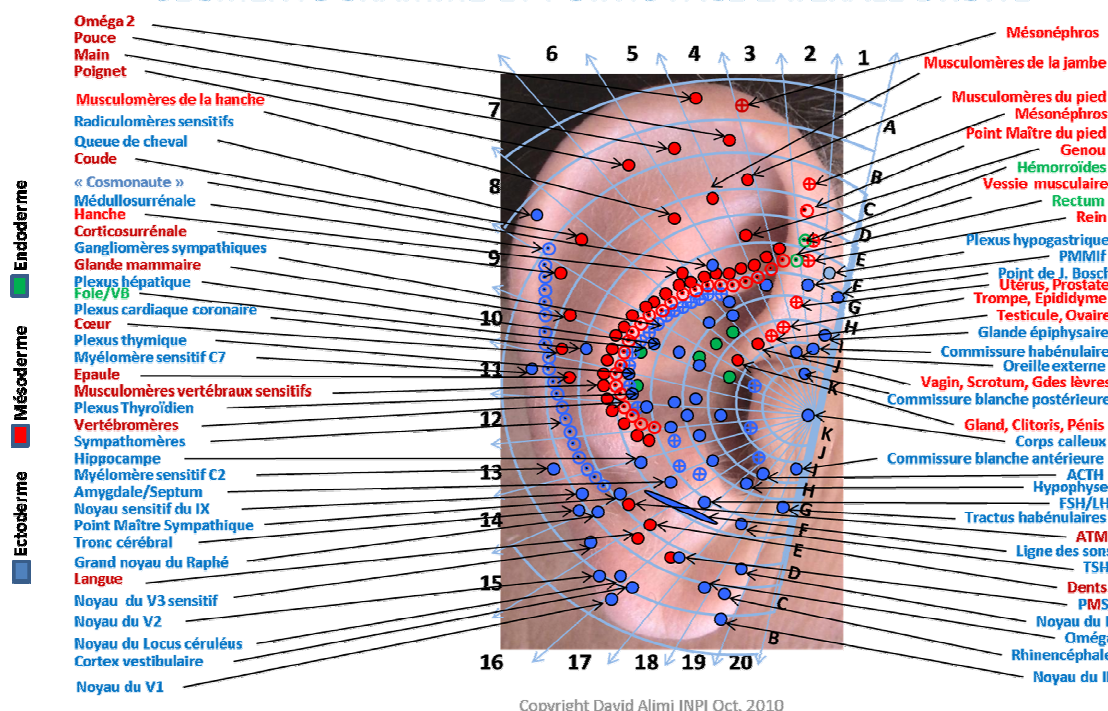 Oméga 2
Pouce
Main
Poignet
Musculomères de la hanche
Radiculomères sensitifs
Queue de cheval
Coude
« Cosmonaute »
Médullosurrénale
Hanche
Corticosurrénale
Gangliomères sympathiques
Glande mammaire
Plexus hépatique
Foie/VB
Plexus cardiaque coronaire
Cœur
Plexus thymique
Myélomère sensitif C7
Epaule
Musculomères vertébraux sensitifs
Plexus Thyroïdien
Vertébromères
Sympathomères
Hippocampe
Myélomère sensitif C2
Amygdale/Septum
Noyau sensitif du IX
Point Maître Sympathique
Tronc cérébral
Grand noyau du Raphé
Langue
Noyau du V3 sensitif
Noyau du V2
Noyau du Locus céruléus
Cortex vestibulaire
Noyau du V1
Endoderme
Mésoderme
Ectoderme
1
2
3
4
5
6
7
8
9
10
11
12
13
14
15
16
17
18
19
20
A
B
C
D
E
F
G
H
I
J
K
K
J
I
H
G
F
E
D
C
B
Mésonéphros
Musculomères de la jambe
Musculomères du pied
Mésonéphros
Point Maître du pied
Genou
Hémorroïdes
Vessie musculaire
Rectum
Rein
Plexus hypogastrique
PMMIf
Point de J. Bosch
Utérus, Prostate
Trompe, Epididyme
Testicule, Ovaire
Glande épiphysaire
Commissure habénulaire
Oreille externe
Vagin, Scrotum, Gdes lèvres
Commissure blanche postérieure
Gland, Clitoris, Pénis
Corps calleux
Commissure blanche antérieure
ACTH
Hypophyse
FSH/LH
Tractus habénulaires
ATM
Ligne des sons
TSH
Dents
PMS
Noyau du
Oméga
Rhinencéphale
Noyau du
Copyright David Alimi INPI Oct. 2010